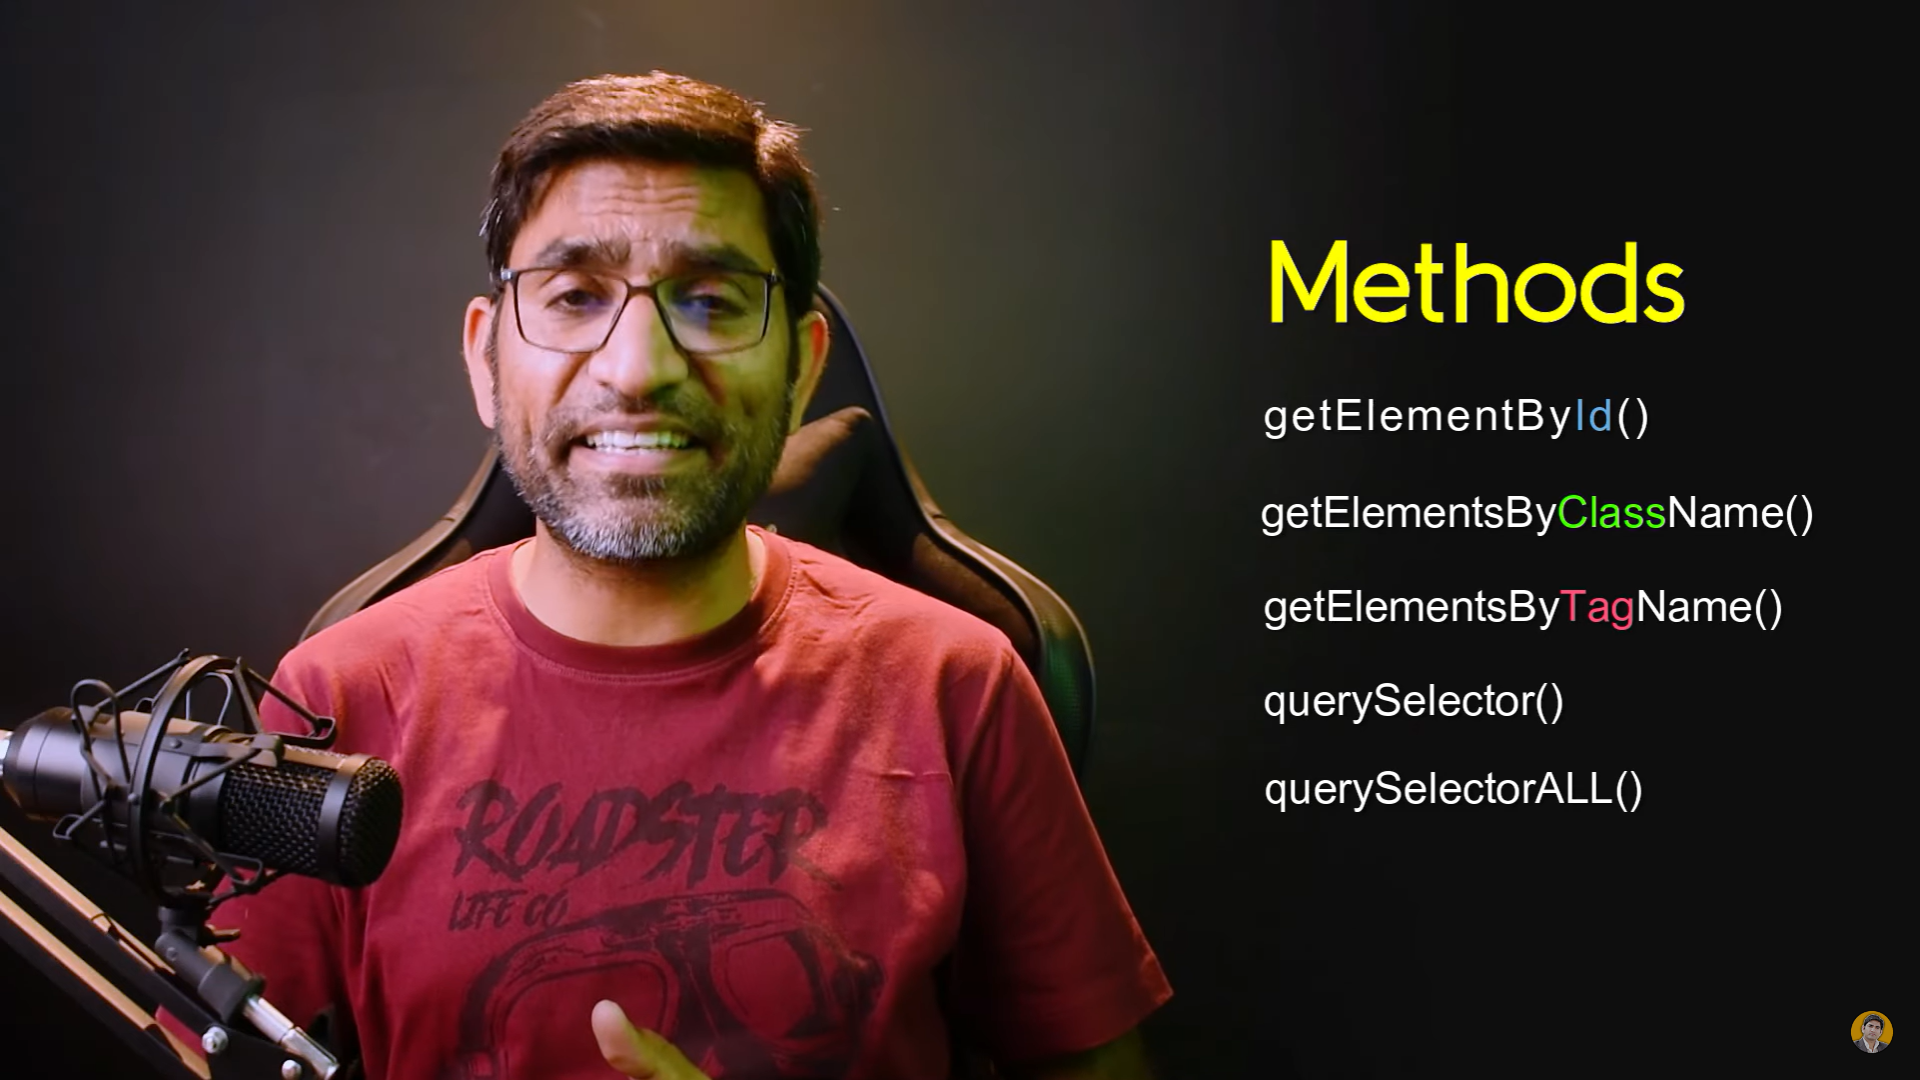 Methods
getElementById()
getElementsByClassName()
getElementsByTagName()
querySelector()
querySelectorALL()
ROADSTER
LIFE CO.